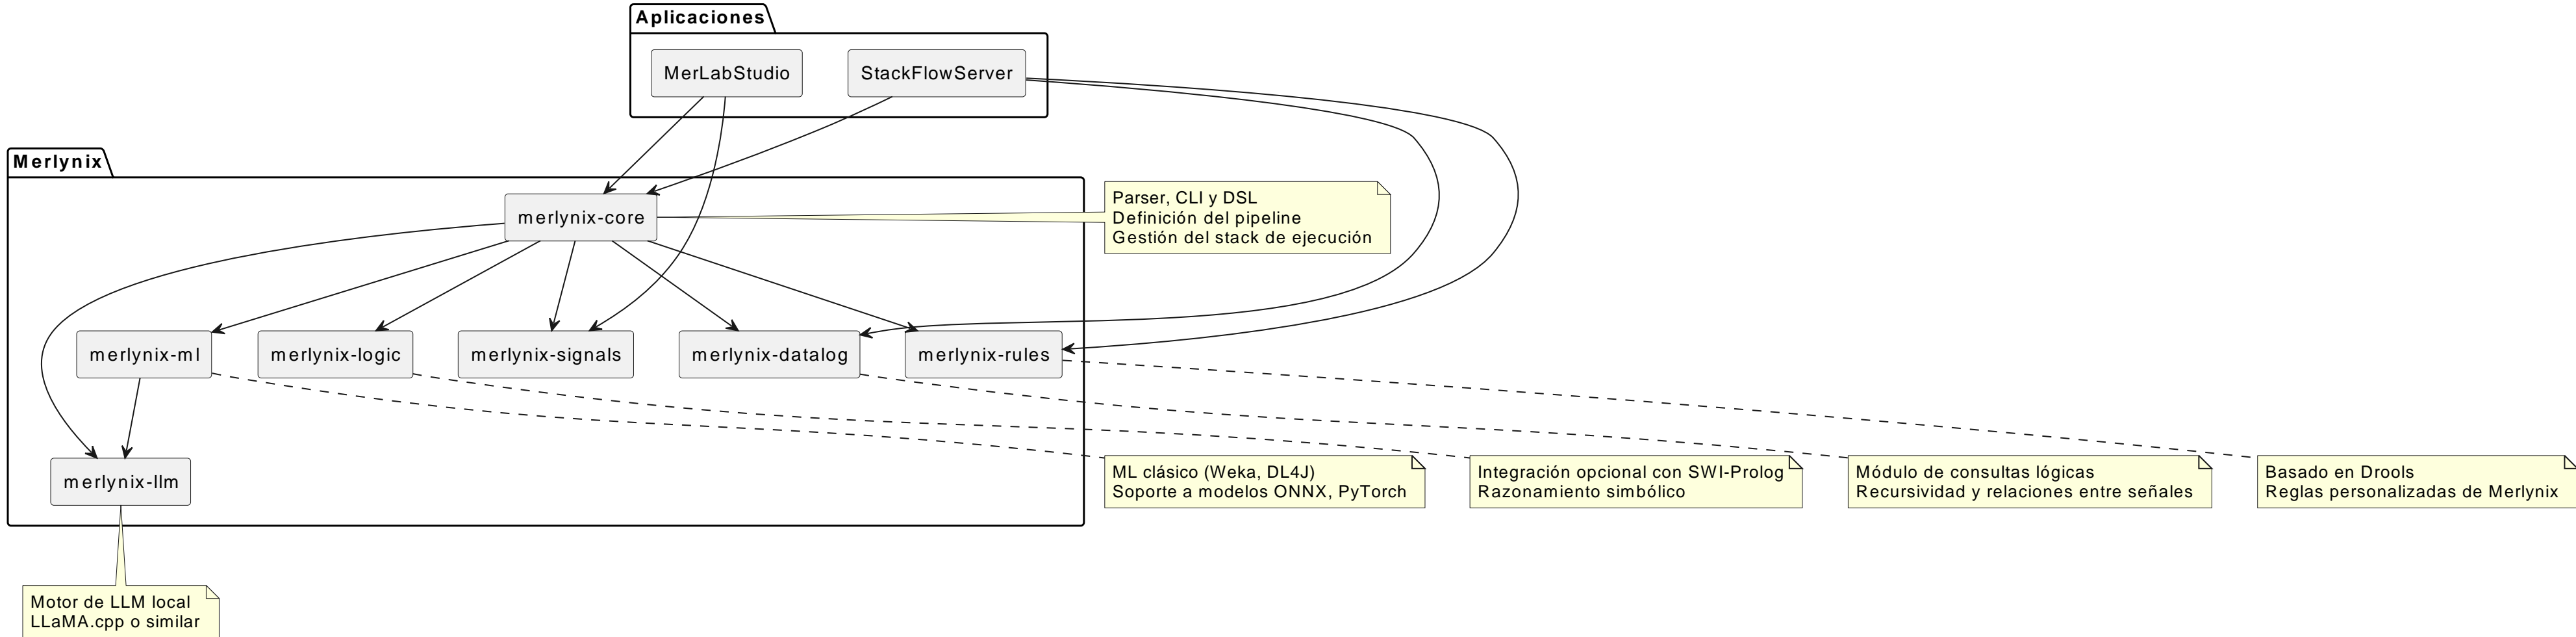 Aplicaciones
MerLabStudio
StackFlowServer
Merlynix
merlynix-core
Parser, CLI y DSL
Definición del pipeline
Gestión del stack de ejecución
merlynix-ml
merlynix-logic
merlynix-signals
merlynix-datalog
merlynix-rules
merlynix-llm
ML clásico (Weka, DL4J)
Soporte a modelos ONNX, PyTorch
Integración opcional con SWI-Prolog
Razonamiento simbólico
Módulo de consultas lógicas
Recursividad y relaciones entre señales
Basado en Drools
Reglas personalizadas de Merlynix
Motor de LLM local
LLaMA.cpp o similar